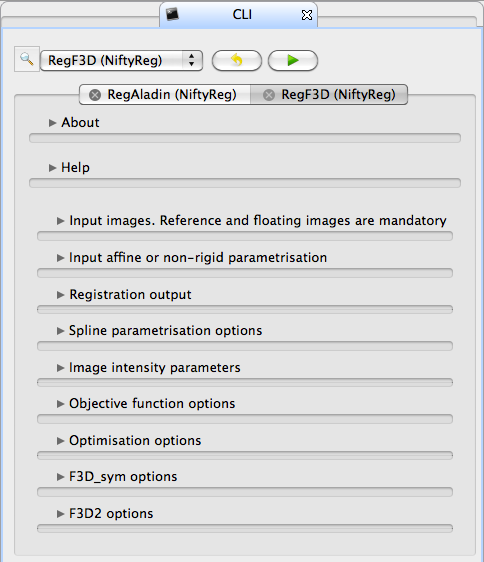 CLI
RegF3D (NiftyReg)
RegAladin (NiftyReg) RegF3D (NiftyReg)
About
Help
Input images. Reference and floating images are mandatory
Input affine or non-rigid parametrisation
Registration output
Spline parametrisation options
Image intensity parameters
Objective function options
Optimisation options
F3D_sym options
F3D2 options